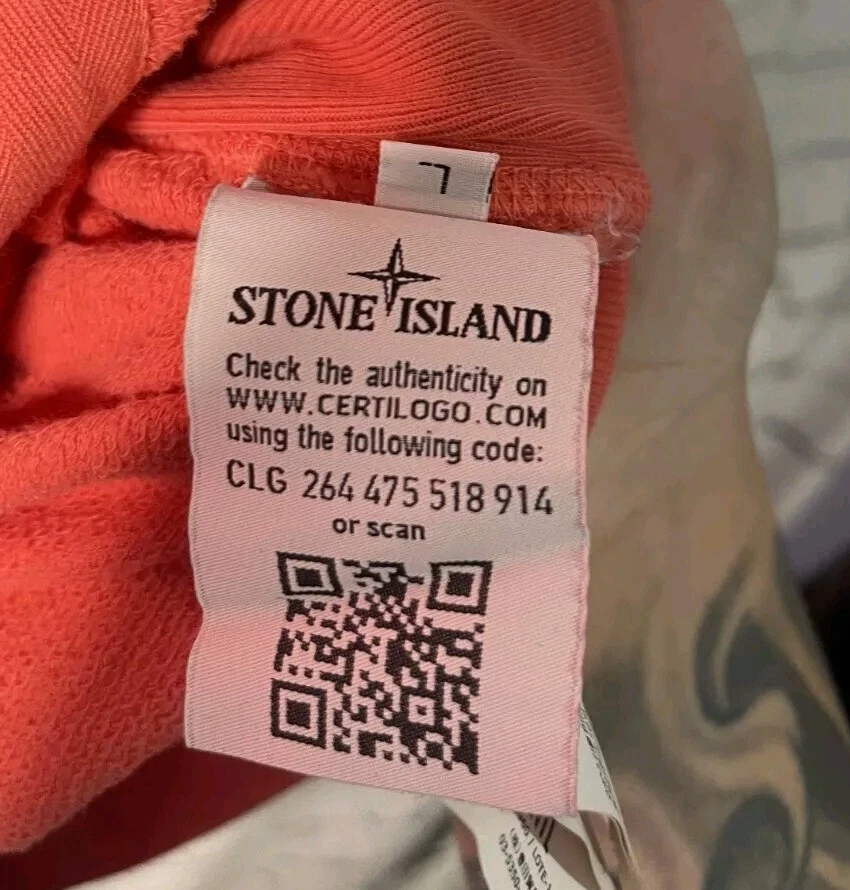 L
STONE ISLAND
Check the authenticity on
WWW.CERTILOGO.COM
using the following code:
CLG 264 475 518 914
or scan